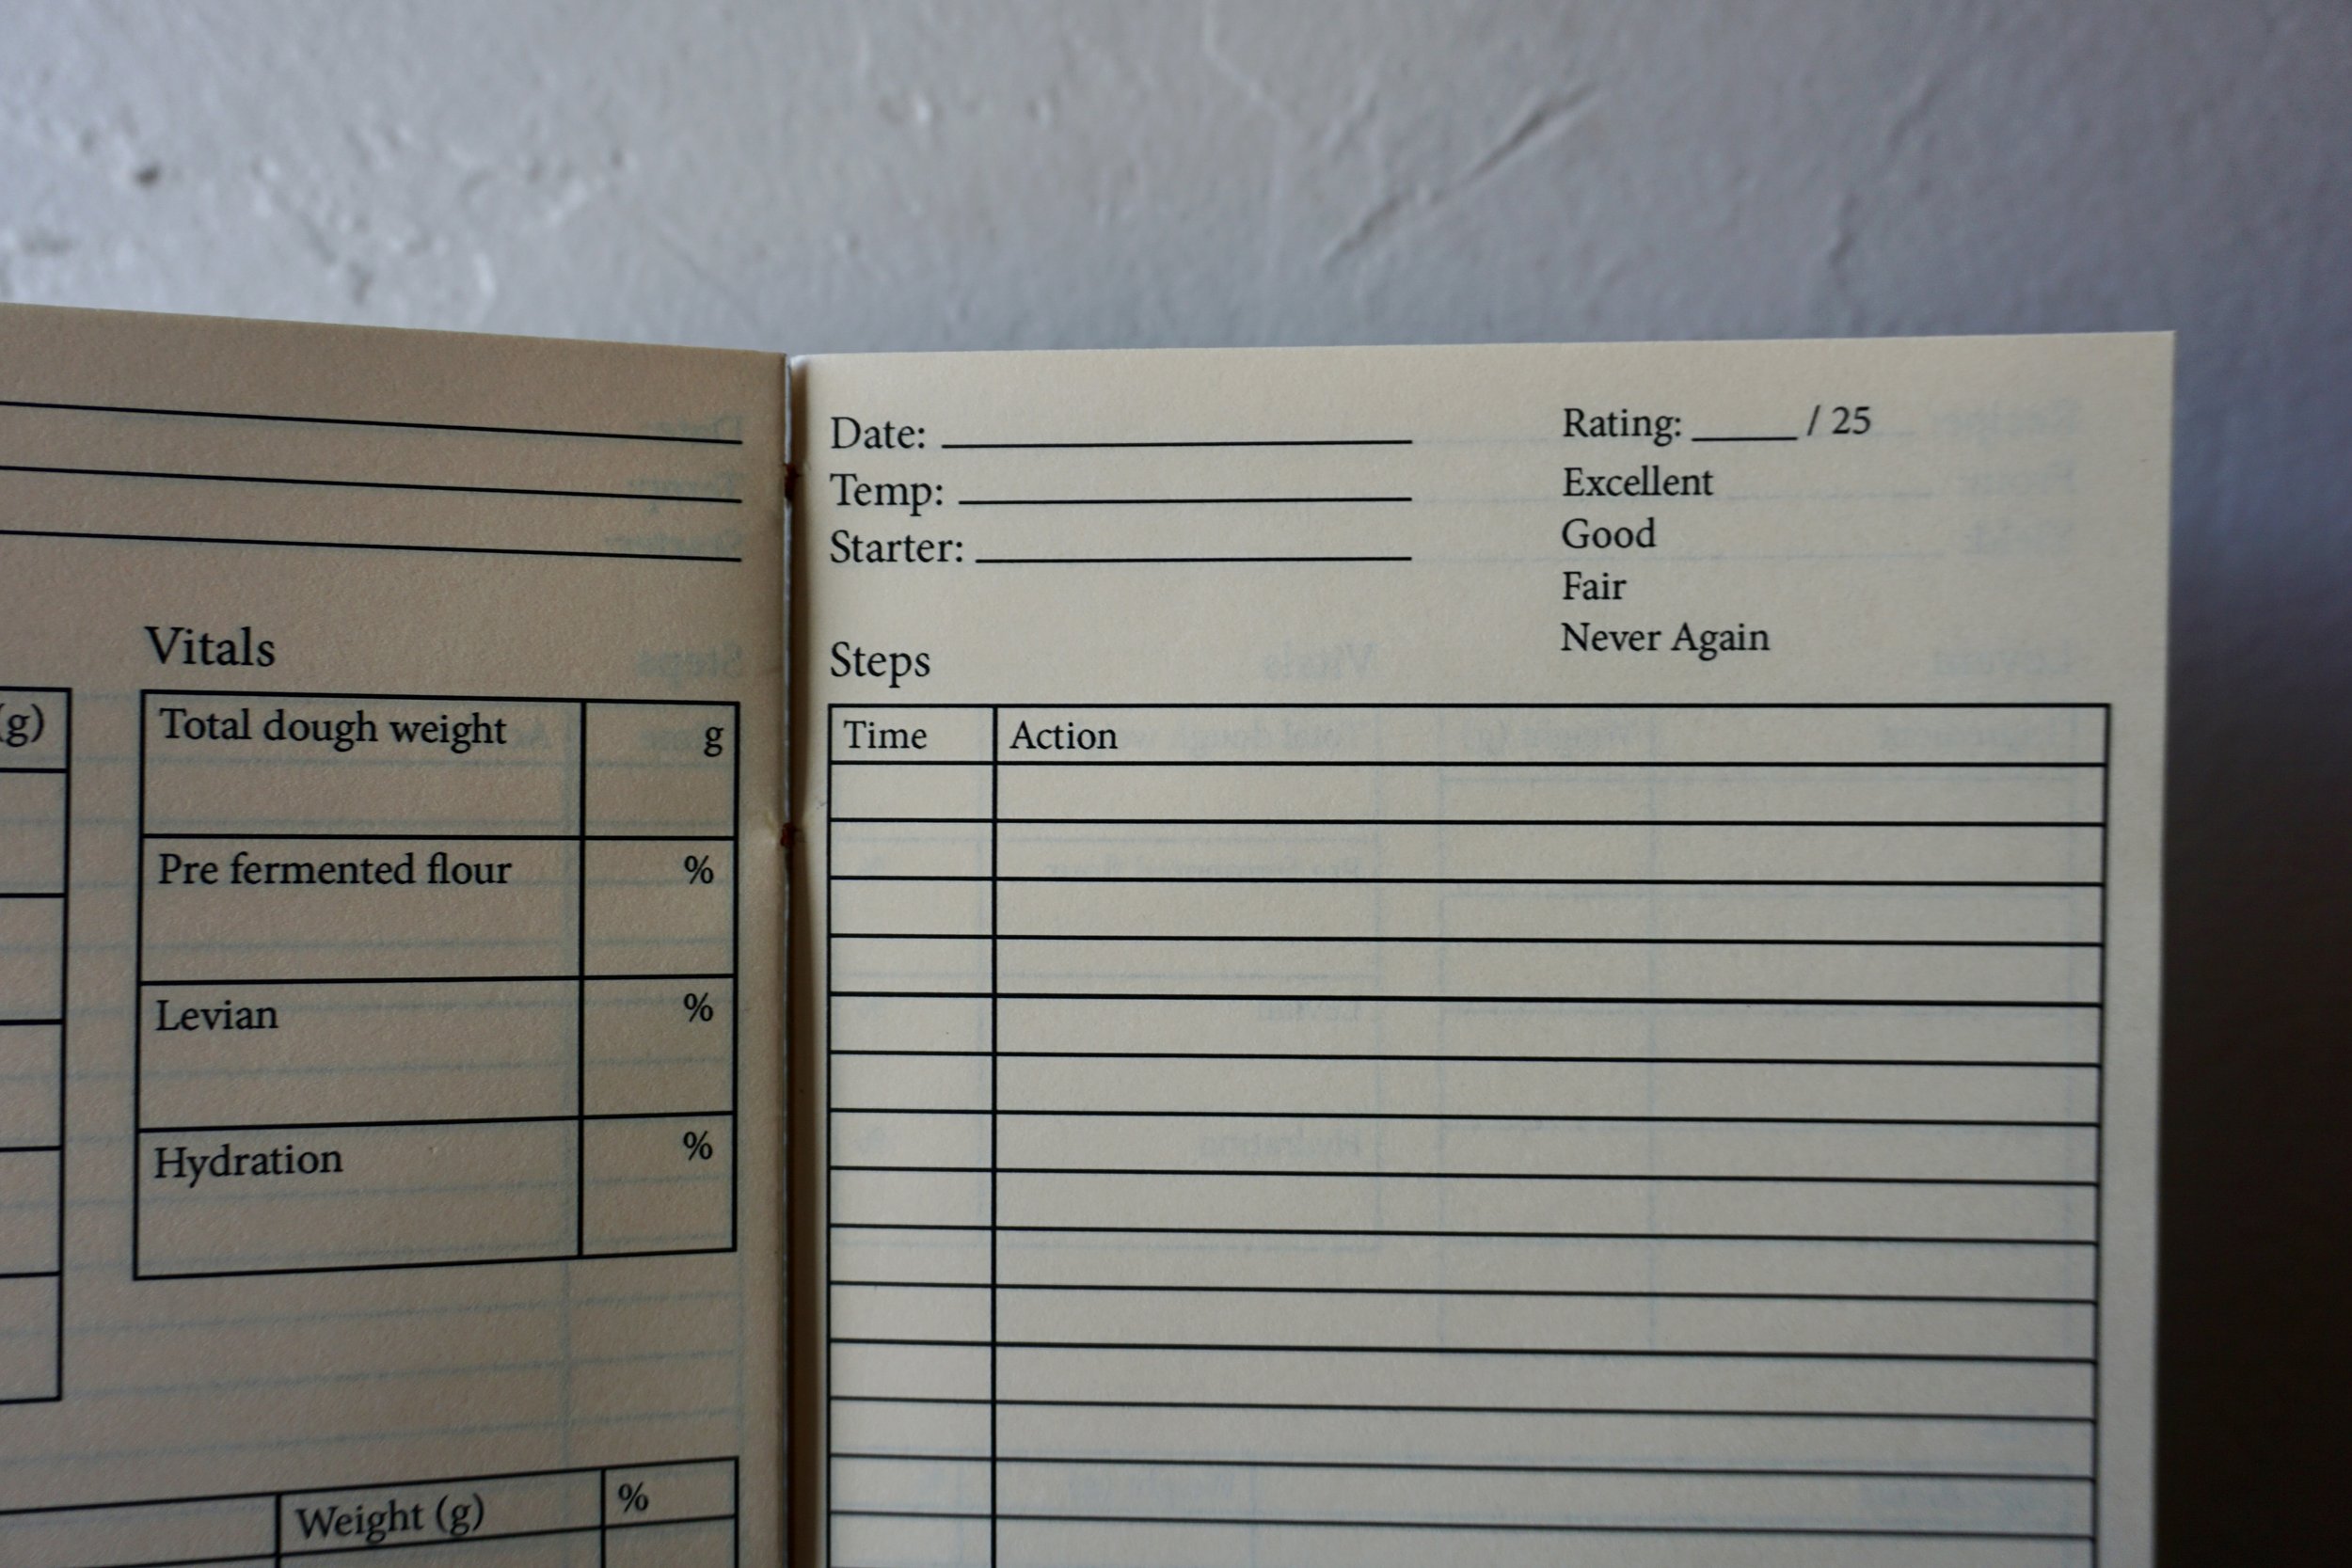 (g)
Vitals
Total dough weight g
Pre fermented flour %
Levian %
Hydration %
Weight (g) %
Date:
Temp:
Starter:
Rating: _____ / 25
Excellent
Good
Fair
Never Again
Steps
Time Action